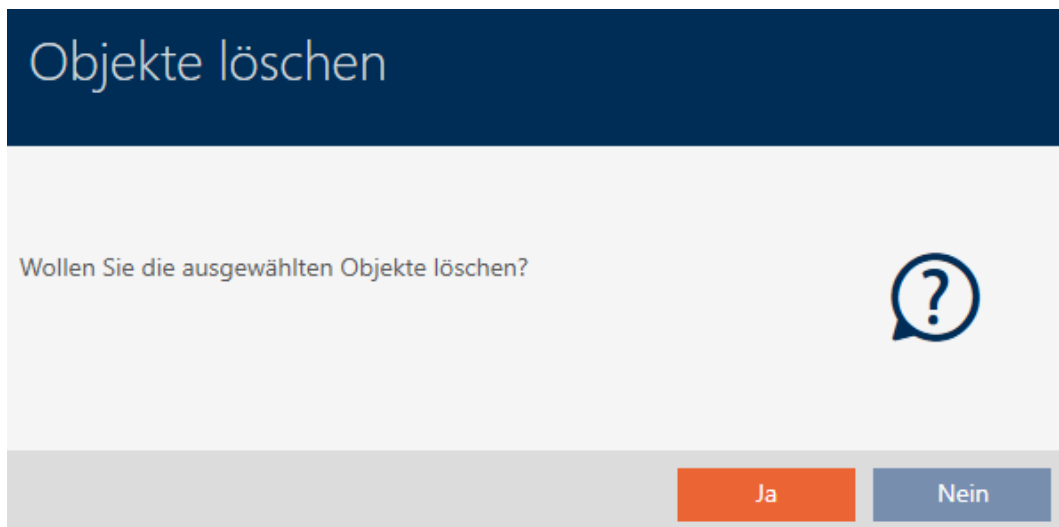 Objekte löschen
Wollen Sie die ausgewählten Objekte löschen?
?
Ja
Nein